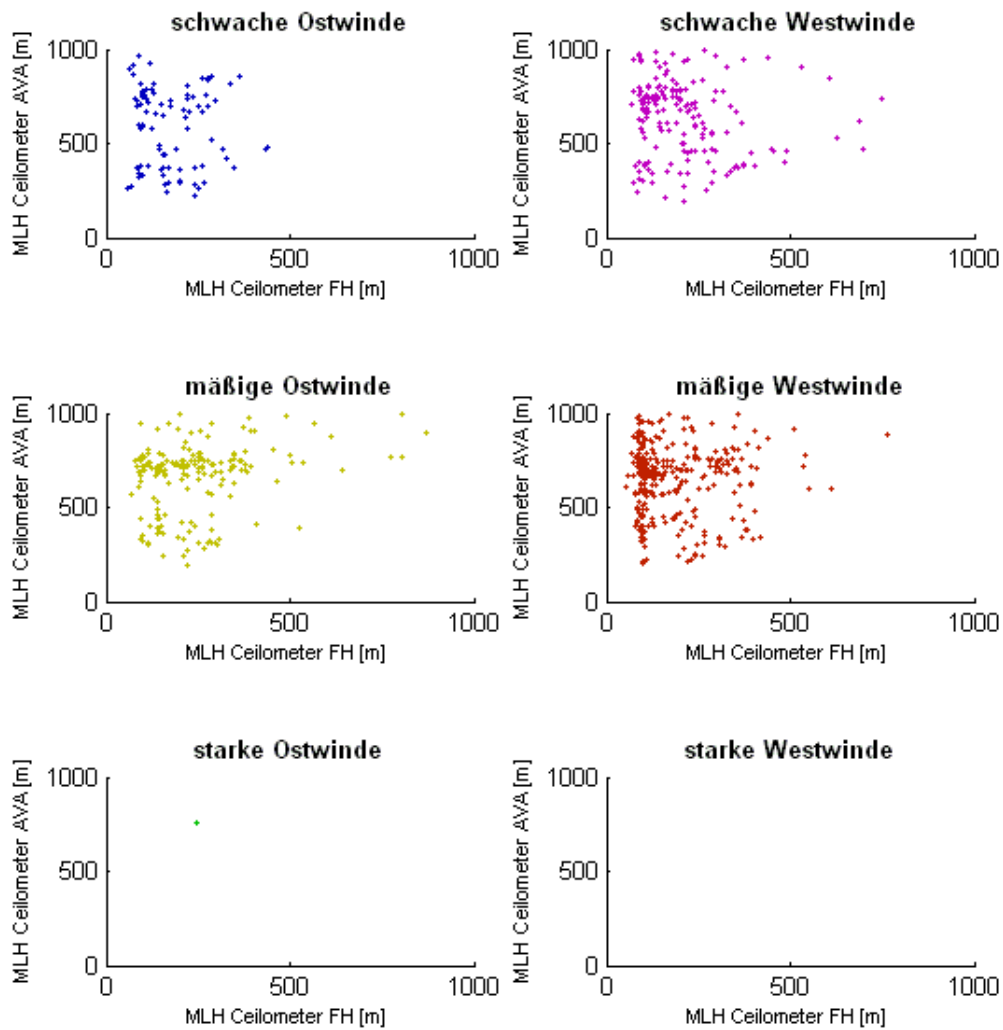 schwache Ostwinde
MLH Ceilometer AVA [m]
1000
500
0
0
500
1000
MLH Ceilometer FH [m]
schwache Westwinde
MLH Ceilometer AVA [m]
1000
500
0
0
500
1000
MLH Ceilometer FH [m]
mäßige Ostwinde
MLH Ceilometer AVA [m]
1000
500
0
0
500
1000
MLH Ceilometer FH [m]
mäßige Westwinde
MLH Ceilometer AVA [m]
1000
500
0
0
500
1000
MLH Ceilometer FH [m]
starke Ostwinde
MLH Ceilometer AVA [m]
1000
500
0
0
500
1000
MLH Ceilometer FH [m]
starke Westwinde
MLH Ceilometer AVA [m]
1000
500
0
0
500
1000
MLH Ceilometer FH [m]